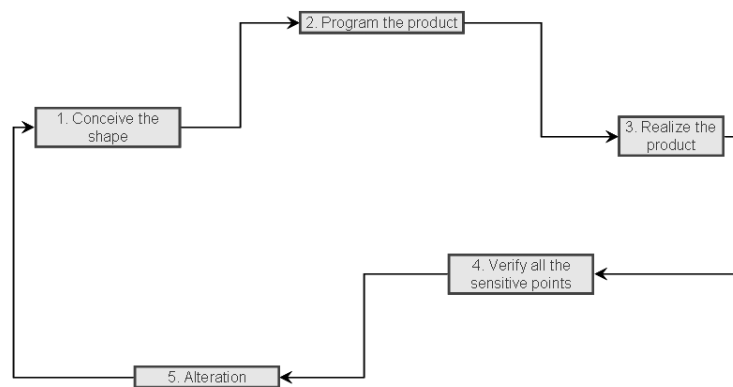 2. Program the product
1. Conceive the
shape
3. Realize the
product
4. Verify all the
sensitive points
5. Alteration